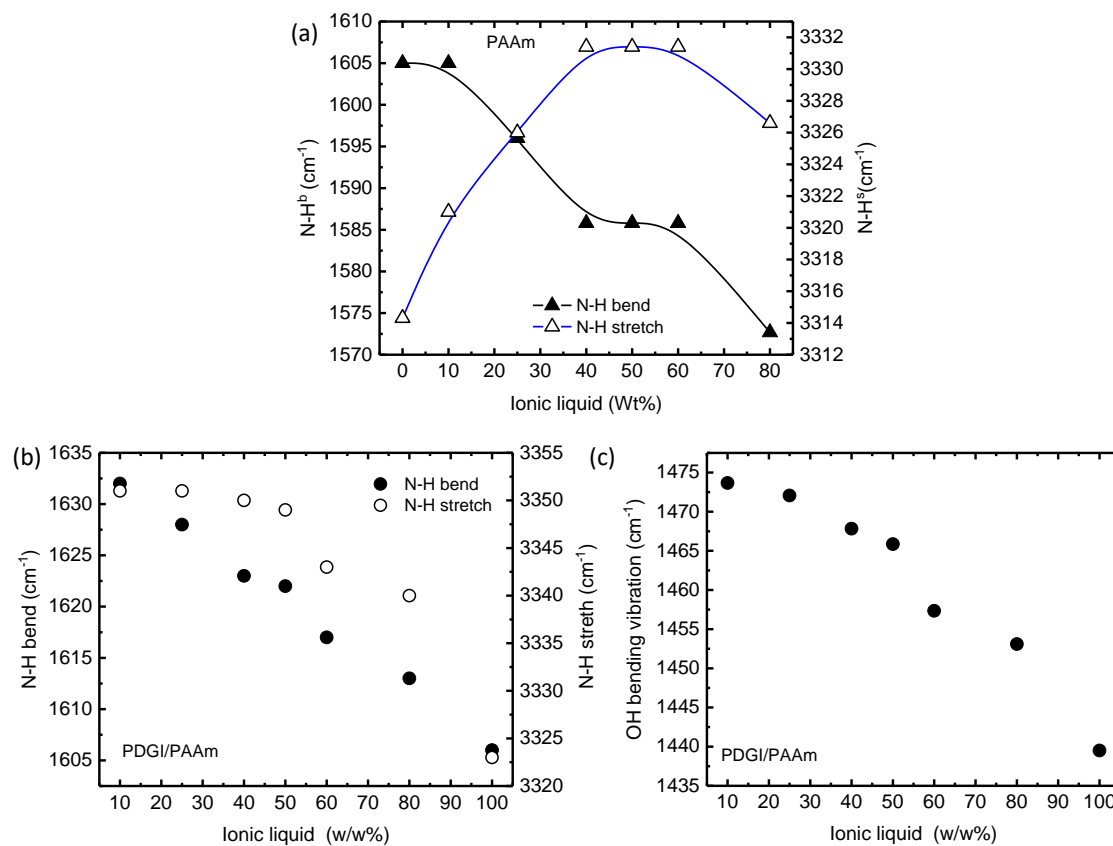 (a)
PAAm
1610
1605
1600
1595
1590
1585
1580
1575
1570
N-H^b (cm^-1)
3332
3330
3328
3326
3324
3322
3320
3318
3316
3314
3312
N-H^s(cm^-1)
N-H bend
N-H stretch
0 10 20 30 40 50 60 70 80
Ionic liquid (Wt%)
(b)
1635
1630
1625
1620
1615
1610
1605
N-H bend (cm^-1)
N-H bend
N-H stretch
3355
3350
3345
3340
3335
3330
3325
3320
N-H streth (cm^-1)
PDGI/PAAm
10 20 30 40 50 60 70 80 90 100
Ionic liquid (w/w%)
(c)
1475
1470
1465
1460
1455
1450
1445
1440
1435
OH bending vibration (cm^-1)
PDGI/PAAm
10 20 30 40 50 60 70 80 90 100
Ionic liquid (w/w%)